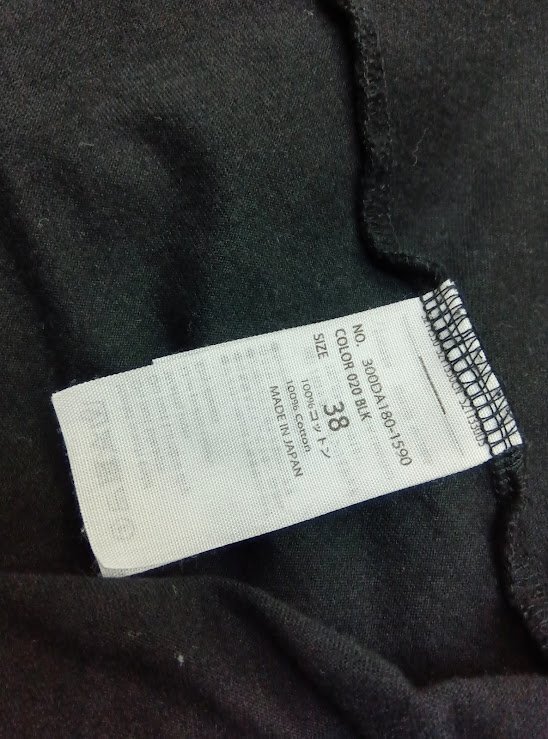 NO. 300DA180-1590
COLOR 020 BLK
SIZE 38
100%コットン
100% Cotton
MADE IN JAPAN